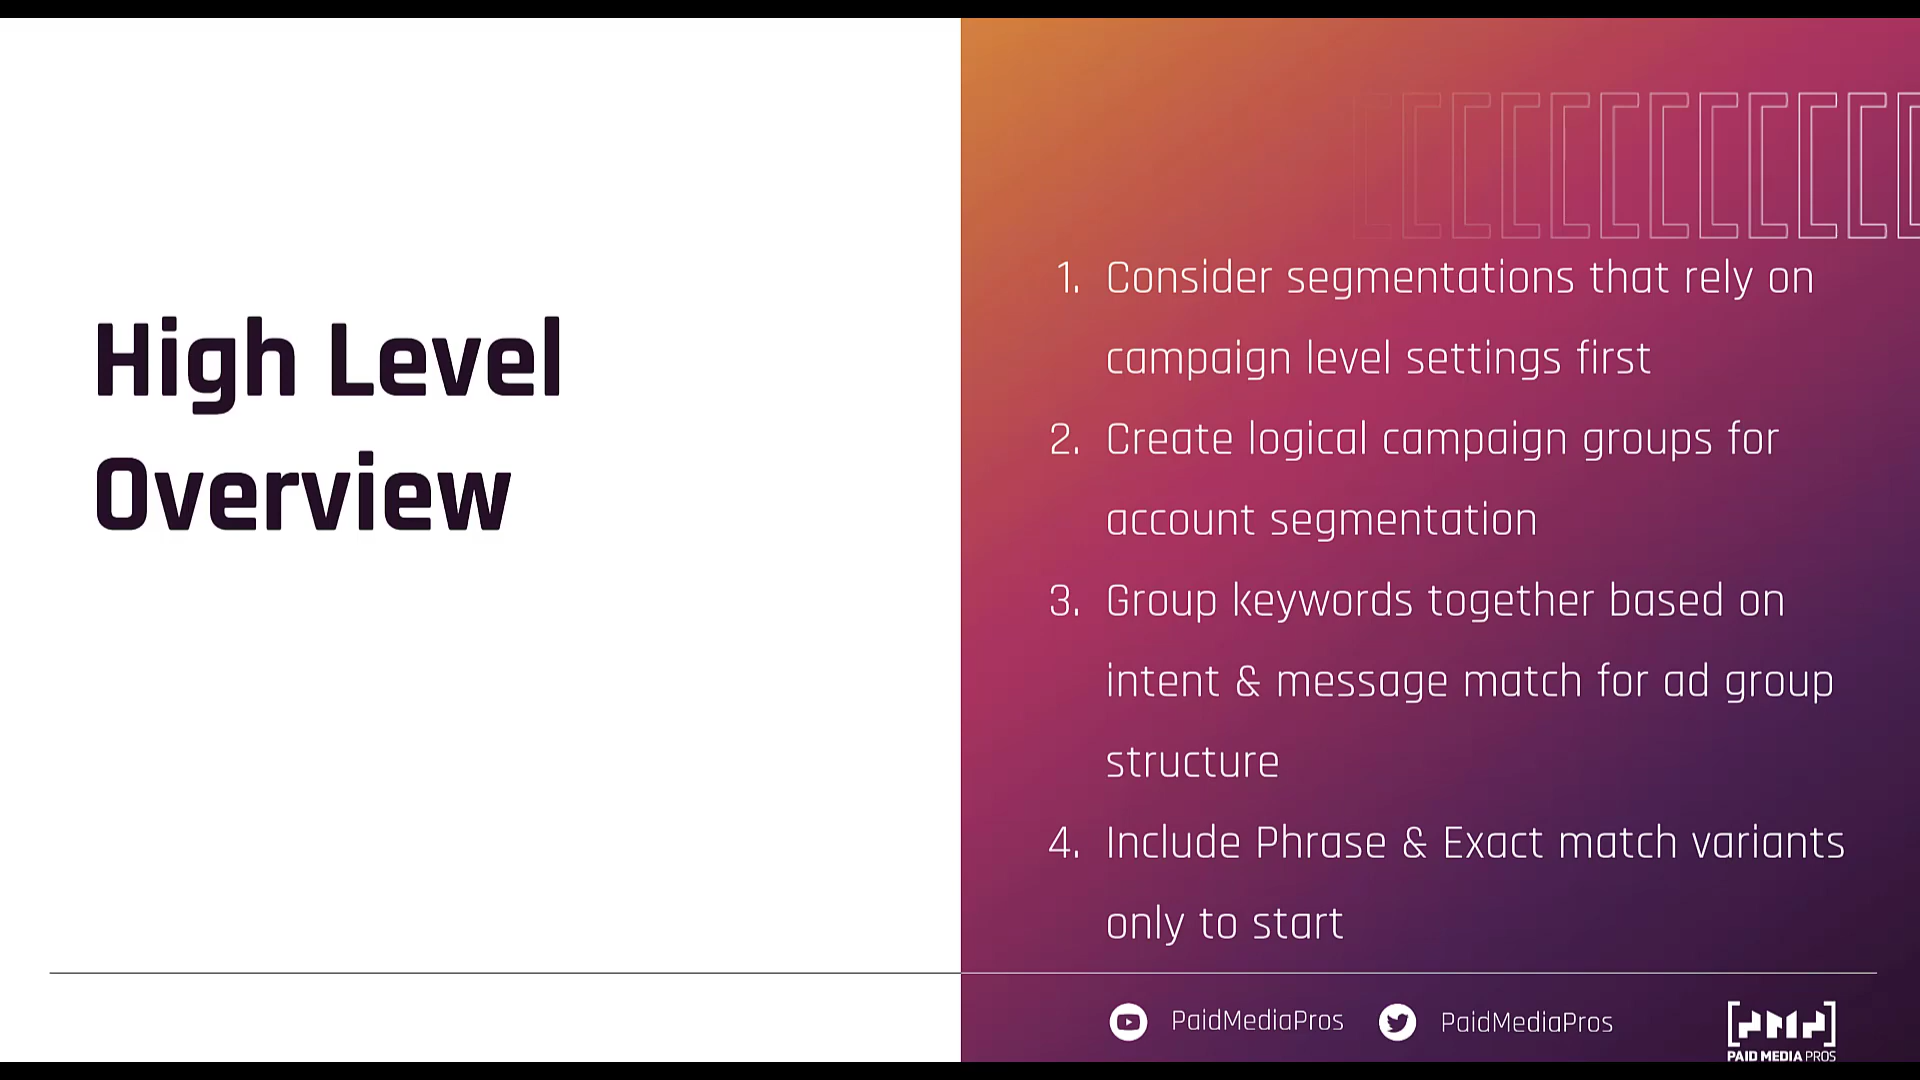 High Level
Overview
1. Consider segmentations that rely on
campaign level settings first
2. Create logical campaign groups for
account segmentation
3. Group keywords together based on
intent & message match for ad group
structure
4. Include Phrase & Exact match variants
only to start
PaidMediaPros
PaidMediaPros
PMP
PAID MEDIA PROS